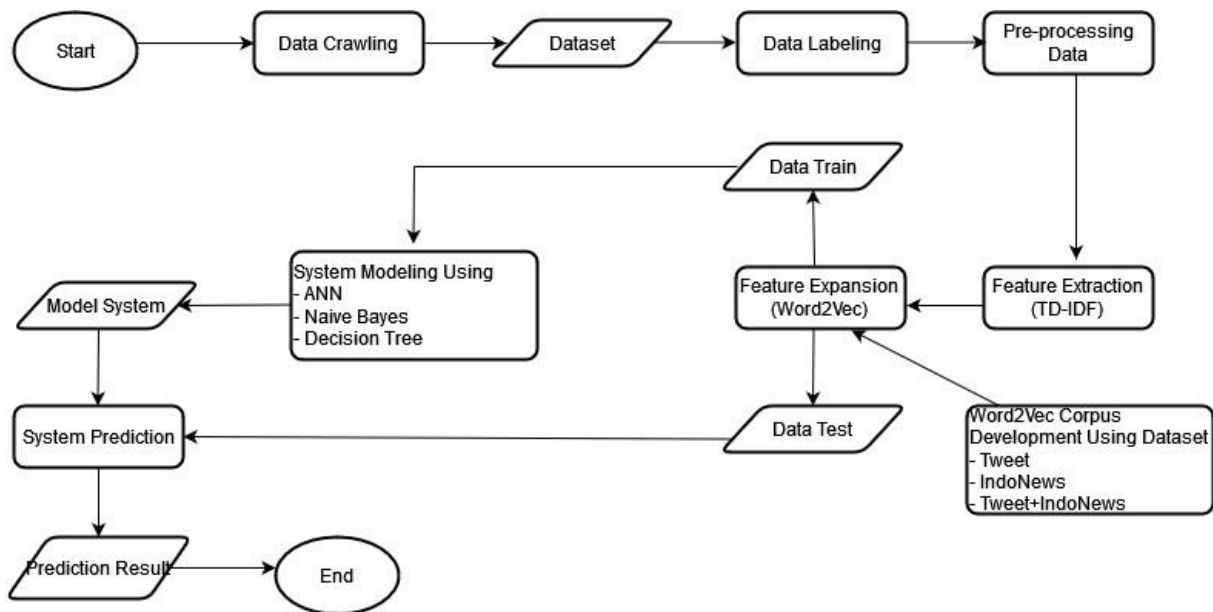 Start
Data Crawling
Dataset
Data Labeling
Pre-processing
Data
Data Train
System Modeling Using
- ANN
- Naive Bayes
- Decision Tree
Model System
Feature Expansion
(Word2Vec)
Feature Extraction
(TD-IDF)
System Prediction
Data Test
Word2Vec Corpus
Development Using Dataset
- Tweet
- IndoNews
- Tweet+IndoNews
Prediction Result
End